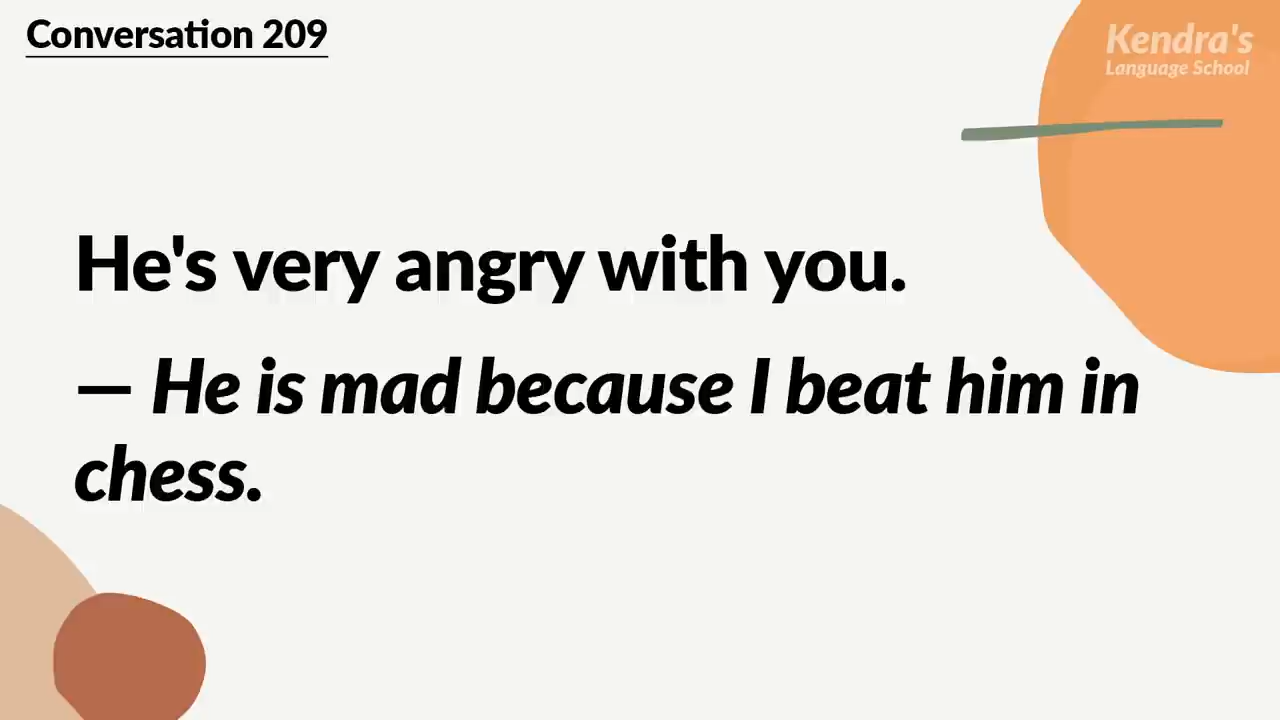 Conversation 209
Kendra's
Language School
He's very angry with you.
— He is mad because I beat him in
chess.